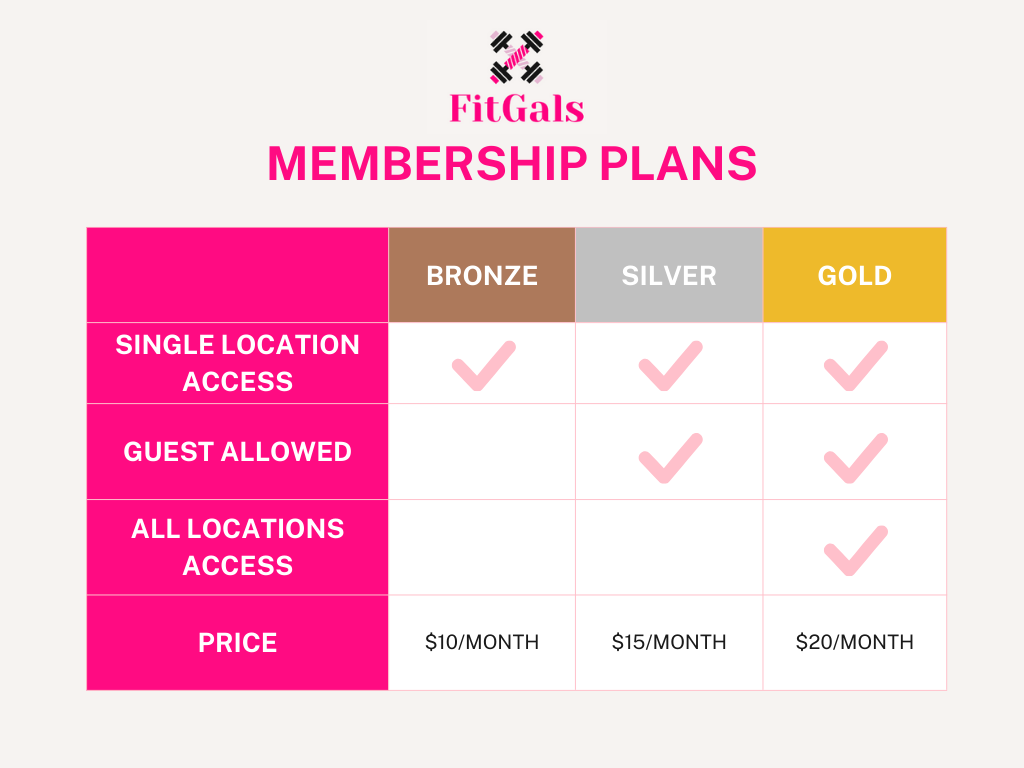 FitGals
MEMBERSHIP PLANS
BRONZE SILVER GOLD
SINGLE LOCATION
ACCESS
GUEST ALLOWED
ALL LOCATIONS
ACCESS
PRICE $10/MONTH $15/MONTH $20/MONTH